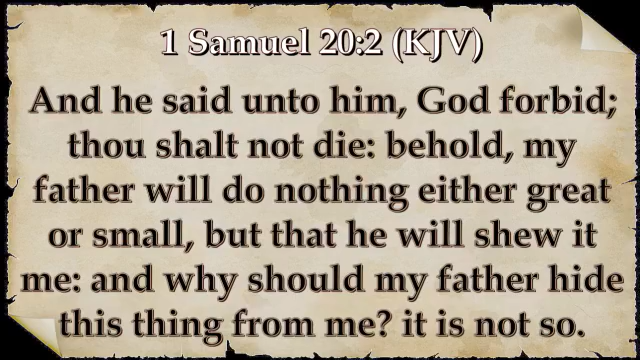 1 Samuel 20:2 (KJV)
And he said unto him, God forbid;
thou shalt not die: behold, my
father will do nothing either great
or small, but that he will shew it
me: and why should my father hide
this thing from me? it is not so.